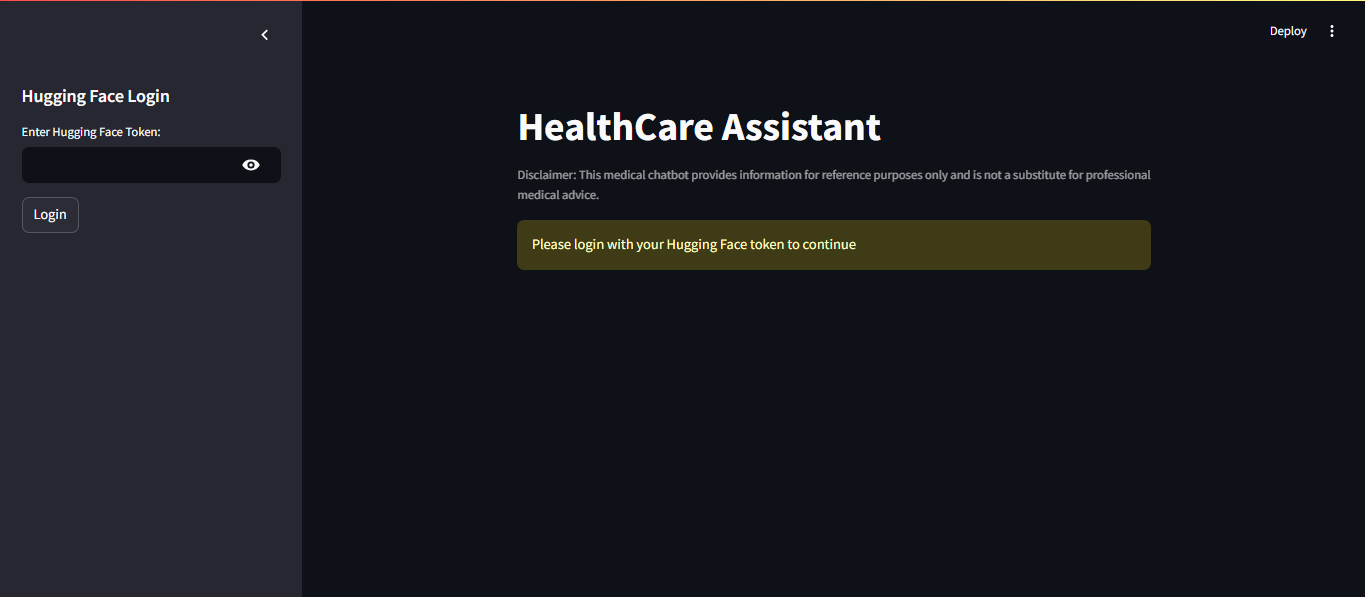 Deploy
Hugging Face Login
Enter Hugging Face Token:
Login
HealthCare Assistant
Disclaimer: This medical chatbot provides information for reference purposes only and is not a substitute for professional
medical advice.
Please login with your Hugging Face token to continue